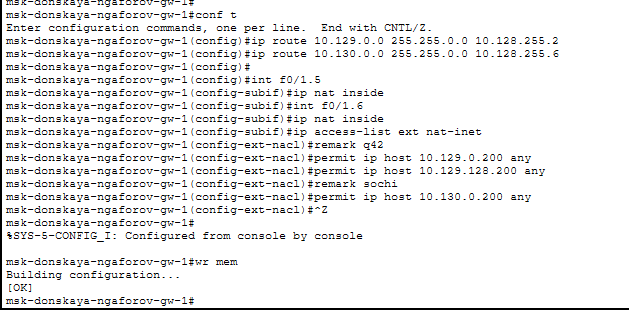 msk-donskaya-ngaforov-gw-1#
msk-donskaya-ngaforov-gw-1#conf t
Enter configuration commands, one per line.  End with CNTL/Z.
msk-donskaya-ngaforov-gw-1(config)#ip route 10.129.0.0 255.255.0.0 10.128.255.2
msk-donskaya-ngaforov-gw-1(config)#ip route 10.130.0.0 255.255.0.0 10.128.255.6
msk-donskaya-ngaforov-gw-1(config)#
msk-donskaya-ngaforov-gw-1(config)#int f0/1.5
msk-donskaya-ngaforov-gw-1(config-subif)#ip nat inside
msk-donskaya-ngaforov-gw-1(config-subif)#int f0/1.6
msk-donskaya-ngaforov-gw-1(config-subif)#ip nat inside
msk-donskaya-ngaforov-gw-1(config-subif)#ip access-list ext nat-inet
msk-donskaya-ngaforov-gw-1(config-ext-nacl)#remark q42
msk-donskaya-ngaforov-gw-1(config-ext-nacl)#permit ip host 10.129.0.200 any
msk-donskaya-ngaforov-gw-1(config-ext-nacl)#permit ip host 10.129.128.200 any
msk-donskaya-ngaforov-gw-1(config-ext-nacl)#remark sochi
msk-donskaya-ngaforov-gw-1(config-ext-nacl)#permit ip host 10.130.0.200 any
msk-donskaya-ngaforov-gw-1(config-ext-nacl)#^Z
msk-donskaya-ngaforov-gw-1#
%SYS-5-CONFIG_I: Configured from console by console
msk-donskaya-ngaforov-gw-1#wr mem
Building configuration...
[OK]
msk-donskaya-ngaforov-gw-1#